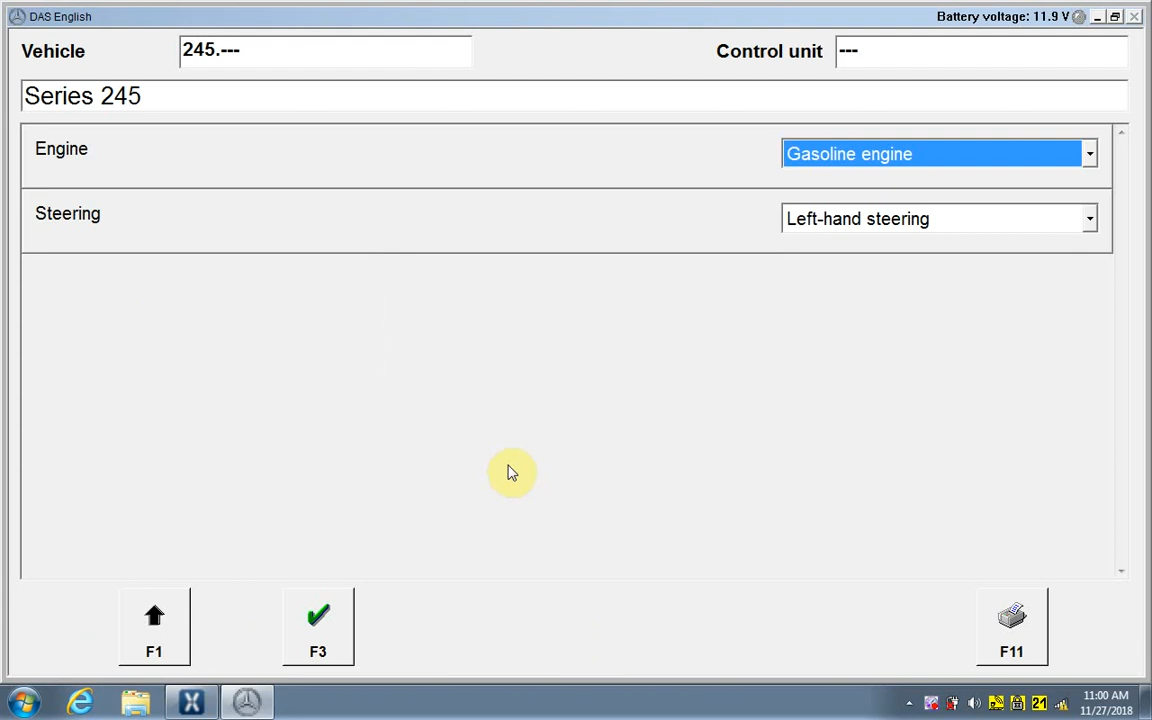 DAS English
Battery voltage: 11.9 V
Vehicle 245.--- Control unit ---
Series 245
Engine Gasoline engine
Steering Left-hand steering
F1 F3 F11
21
11:00 AM
11/27/2018